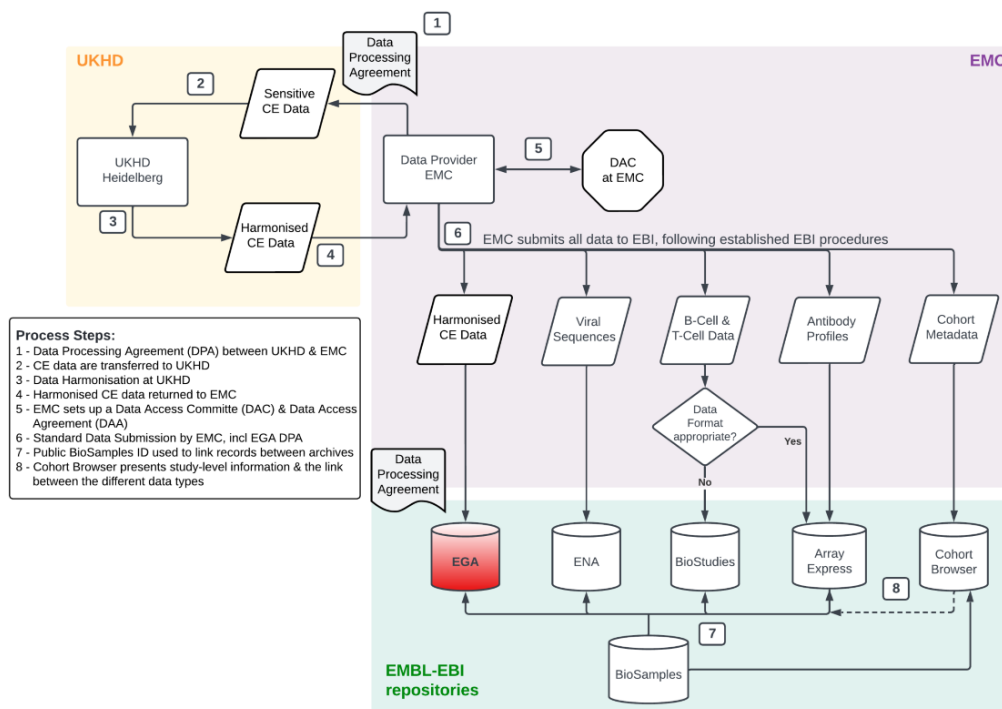 1
Data
Processing
Agreement
UKHD
EMC
2
Sensitive
CE Data
UKHD
Heidelberg
Data Provider
EMC
5
DAC
at EMC
3
Harmonised
CE Data
4
6
EMC submits all data to EBI, following established EBI procedures
Harmonised
CE Data
Viral
Sequences
B-Cell &
T-Cell Data
Antibody
Profiles
Cohort
Metadata
Process Steps:
1 - Data Processing Agreement (DPA) between UKHD & EMC
2 - CE data are transferred to UKHD
3 - Data Harmonisation at UKHD
4 - Harmonised CE data returned to EMC
5 - EMC sets up a Data Access Committe (DAC) & Data Access
Agreement (DAA)
6 - Standard Data Submission by EMC, incl EGA DPA
7 - Public BioSamples ID used to link records between archives
8 - Cohort Browser presents study-level information & the link
between the different data types
Data
Format
appropriate?
Yes
No
Data
Processing
Agreement
EGA
ENA
BioStudies
Array
Express
Cohort
Browser
8
7
BioSamples
EMBL-EBI
repositories